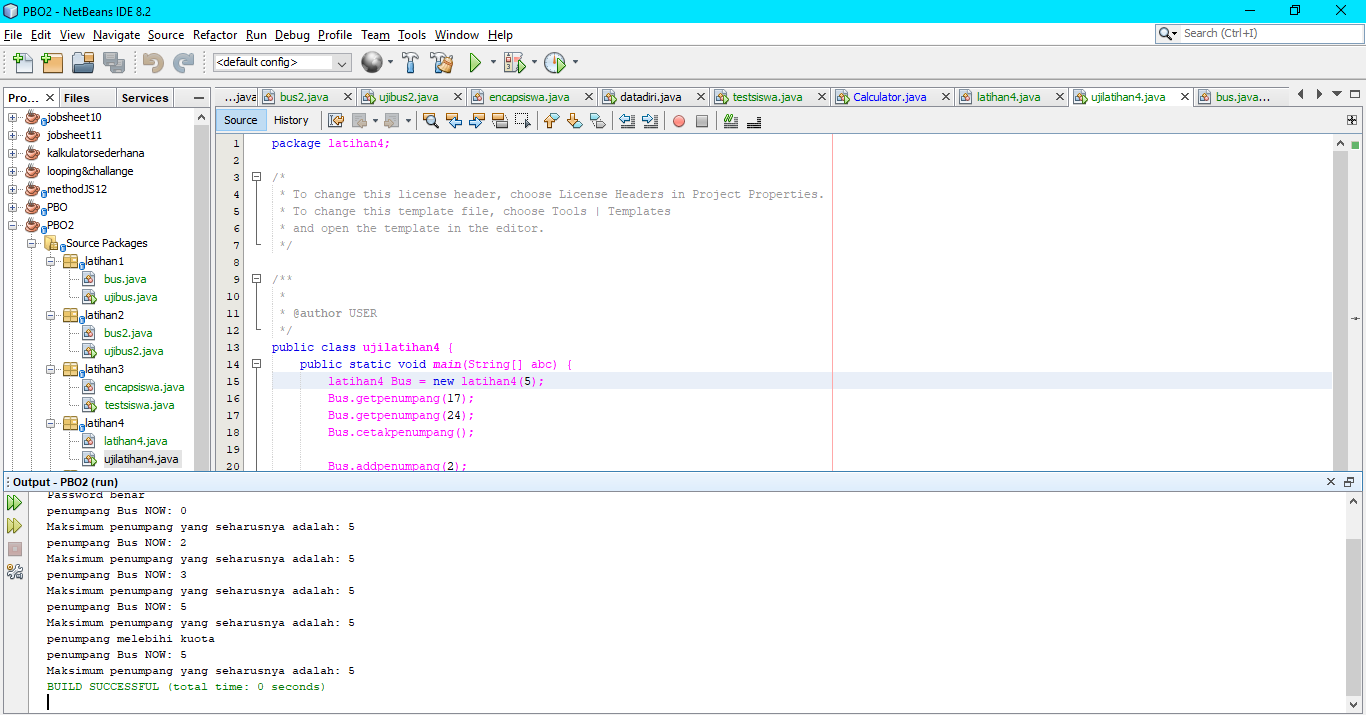 PBO2 - NetBeans IDE 8.2
File Edit View Navigate Source Refactor Run Debug Profile Team Tools Window Help
Search (Ctrl+I)
<default config>
Pro... Files Services
...java bus2.java ujibus2.java encapsiswa.java datadiri.java testsiswa.java Calculator.java latihan4.java ujilatihan4.java bus.java...
Source History
jobsheet10
jobsheet11
kalkulatorsederhana
looping&challange
methodJS12
PBO
PBO2
Source Packages
latihan1
bus.java
ujibus.java
latihan2
bus2.java
ujibus2.java
latihan3
encapsiswa.java
testsiswa.java
latihan4
latihan4.java
ujilatihan4.java
1 package latihan4;
2
3 /*
4 * To change this license header, choose License Headers in Project Properties.
5 * To change this template file, choose Tools | Templates
6 * and open the template in the editor.
7 */
8
9 /**
10 *
11 * @author USER
12 */
13 public class ujilatihan4 {
14 public static void main(String[] abc) {
15 latihan4 Bus = new latihan4(5);
16 Bus.getpenumpang(17);
17 Bus.getpenumpang(24);
18 Bus.cetakpenumpang();
19
20 Bus.addpenumpang(2);
Output - PBO2 (run)
Password benar
penumpang Bus NOW: 0
Maksimum penumpang yang seharusnya adalah: 5
penumpang Bus NOW: 2
Maksimum penumpang yang seharusnya adalah: 5
penumpang Bus NOW: 3
Maksimum penumpang yang seharusnya adalah: 5
penumpang Bus NOW: 5
Maksimum penumpang yang seharusnya adalah: 5
penumpang melebihi kuota
penumpang Bus NOW: 5
Maksimum penumpang yang seharusnya adalah: 5
BUILD SUCCESSFUL (total time: 0 seconds)